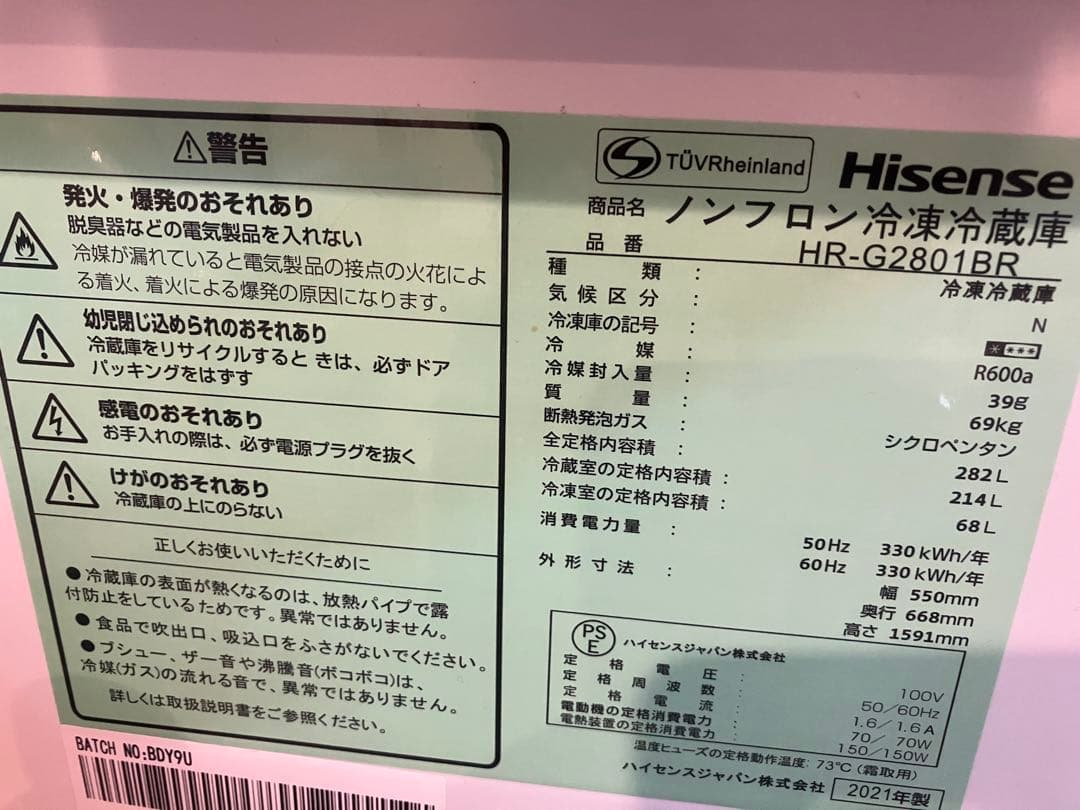 警告
発火・爆発のおそれあり
脱臭器などの電気製品を入れない
冷媒が漏れていると電気製品の接点の火花によ
る着火、着火による爆発の原因になります。
幼児閉じ込められのおそれあり
冷蔵庫をリサイクルすると きは、必ずドア
パッキングをはずす
感電のおそれあり
お手入れの際は、必ず電源プラグを抜く
けがのおそれあり
冷蔵庫の上にのらない
正しくお使いいただくために
●冷蔵庫の表面が熱くなるのは、放熱パイプで露
付防止をしているためです。異常ではありません。
●食品で吹出口、吸込口をふさがないでください。
●ブシュー、ザー音や沸騰音(ボコボコ)は、
冷媒(ガス)の流れる音で、異常ではありません。
詳しくは取扱説明書をご参照ください。
BATCH NO:BDY9U
TÜVRheinland
Hisense
商品名 ノンフロン冷凍冷蔵庫
品番 HR-G2801BR
種類 : 冷凍冷蔵庫
気候区分 : N
冷凍庫の記号 : * ***
冷媒 : R600a
冷媒封入量 : 39g
質量 : 69kg
断熱発泡ガス : シクロペンタン
全定格内容積 : 282L
冷蔵室の定格内容積 : 214L
冷凍室の定格内容積 : 68L
消費電力量 : 50Hz 330kWh/年
60Hz 330kWh/年
外形寸法 : 幅 550mm
奥行 668mm
高さ 1591mm
PS
E
ハイセンスジャパン株式会社
定格電圧 : 100V
定格周波数 : 50/60Hz
定格電流 : 1.6/1.6A
電動機の定格消費電力 : 70/ 70W
電熱装置の定格消費電力 : 150/150W
温度ヒューズの定格動作温度: 73℃(霜取用)
ハイセンスジャパン株式会社 2021年製